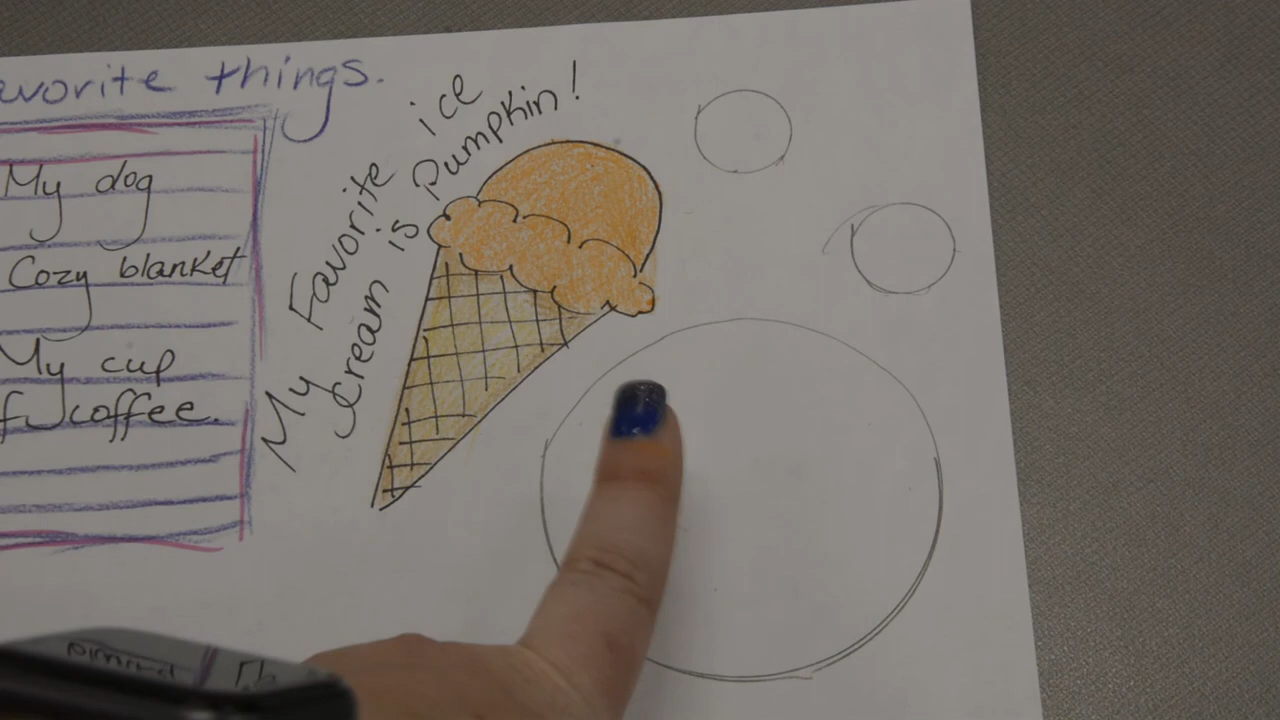 avorite things.
My dog
Cozy blanket
My cup
f coffee.
My Favorite ice
cream is Pumpkin!